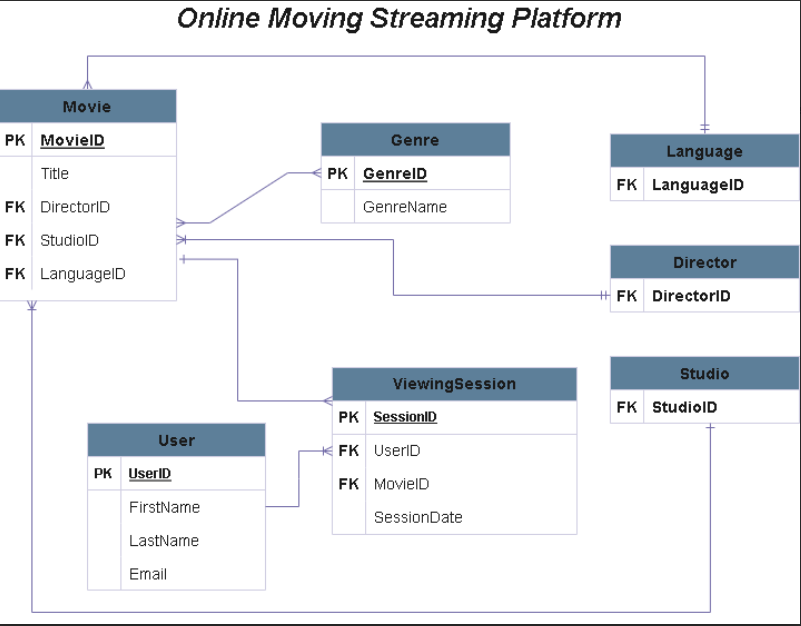 Online Moving Streaming Platform
Movie
PK MovieID
Title
FK DirectorID
FK StudioID
FK LanguageID
Genre
PK GenreID
GenreName
Language
FK LanguageID
Director
FK DirectorID
Studio
FK StudioID
ViewingSession
PK SessionID
FK UserID
FK MovieID
SessionDate
User
PK UserID
FirstName
LastName
Email